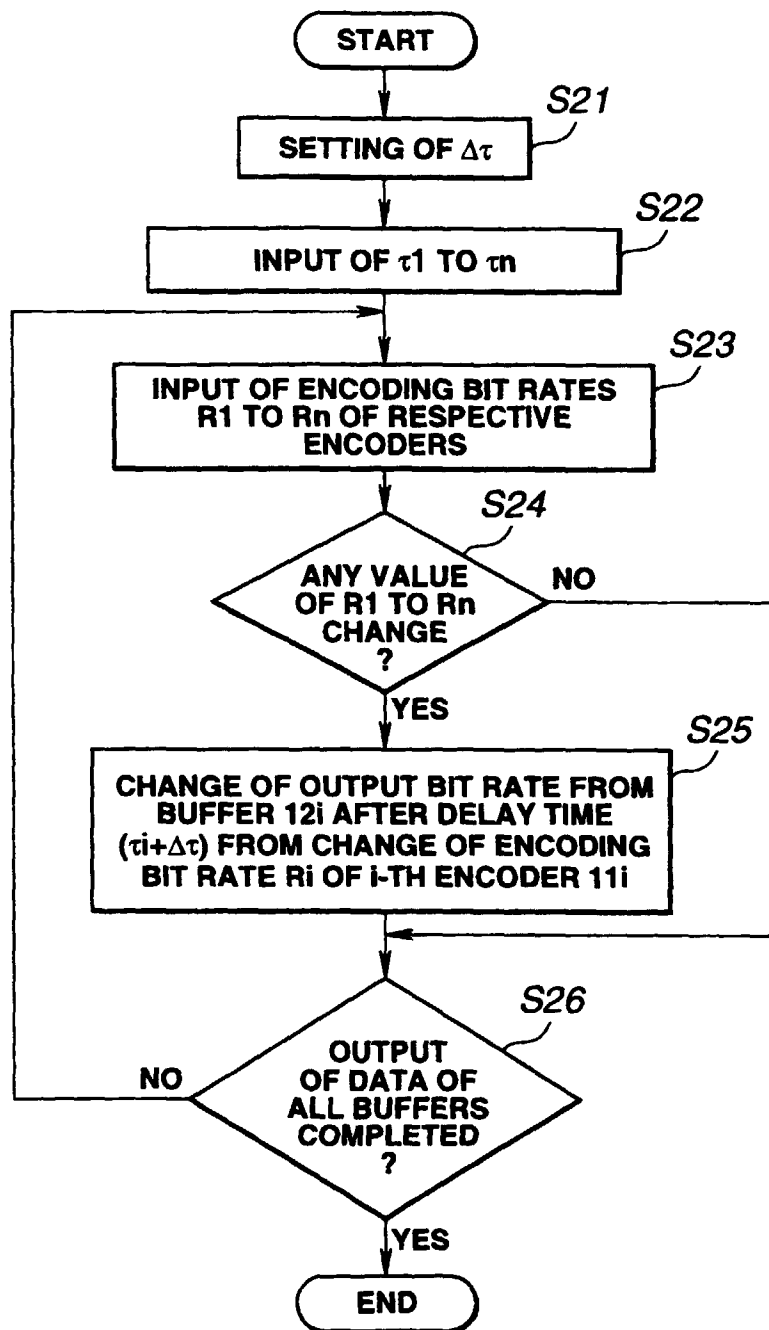 START
S21
SETTING OF Δτ
S22
INPUT OF τ1 TO τn
S23
INPUT OF ENCODING BIT RATES
R1 TO Rn OF RESPECTIVE
ENCODERS
S24
ANY VALUE
OF R1 TO Rn
CHANGE
?
NO
YES
S25
CHANGE OF OUTPUT BIT RATE FROM
BUFFER 12i AFTER DELAY TIME
(τi+Δτ) FROM CHANGE OF ENCODING
BIT RATE Ri OF i-TH ENCODER 11i
S26
OUTPUT
OF DATA OF
ALL BUFFERS
COMPLETED
?
NO
YES
END